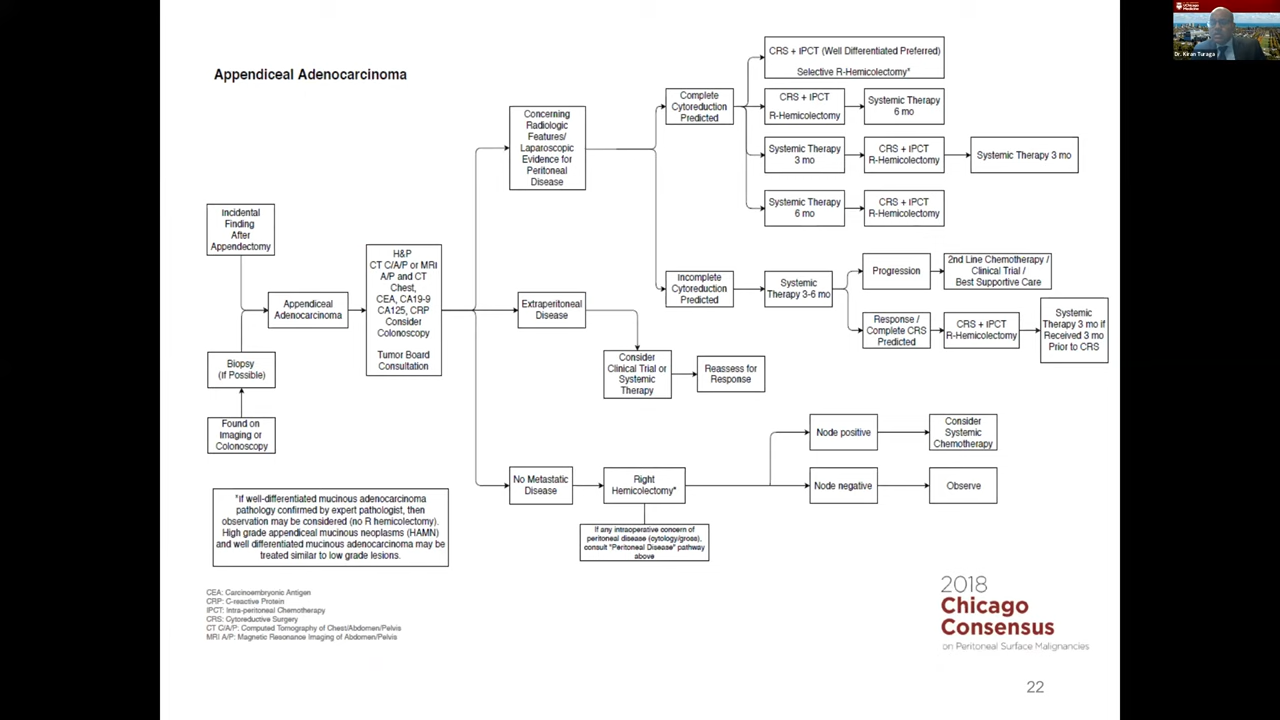 Appendiceal Adenocarcinoma
Incidental
Finding
After
Appendectomy
Biopsy
(If Possible)
Found on
Imaging or
Colonoscopy
Appendiceal
Adenocarcinoma
H&P
CT C/A/P or MRI
A/P and CT
Chest,
CEA, CA19-9
CA125, CRP
Consider
Colonoscopy
Tumor Board
Consultation
Concerning
Radiologic
Features/
Laparoscopic
Evidence for
Peritoneal
Disease
Complete
Cytoreduction
Predicted
CRS + IPCT (Well Differentiated Preferred)
Selective R-Hemicolectomy*
CRS + IPCT
R-Hemicolectomy
Systemic Therapy
6 mo
Systemic Therapy
3 mo
CRS + IPCT
R-Hemicolectomy
Systemic Therapy 3 mo
Systemic Therapy
6 mo
CRS + IPCT
R-Hemicolectomy
Incomplete
Cytoreduction
Predicted
Systemic
Therapy 3-6 mo
Progression
2nd Line Chemotherapy /
Clinical Trial /
Best Supportive Care
Response /
Complete CRS
Predicted
CRS + IPCT
R-Hemicolectomy
Systemic
Therapy 3 mo if
Received 3 mo
Prior to CRS
Extraperitoneal
Disease
Consider
Clinical Trial or
Systemic
Therapy
Reassess for
Response
No Metastatic
Disease
Right
Hemicolectomy*
If any intraoperative concern of
peritoneal disease (cytology/gross),
consult "Peritoneal Disease" pathway
above
Node positive
Consider
Systemic
Chemotherapy
Node negative
Observe
*If well-differentiated mucinous adenocarcinoma
pathology confirmed by expert pathologist, then
observation may be considered (no R hemicolectomy).
High grade appendiceal mucinous neoplasms (HAMN)
and well differentiated mucinous adenocarcinoma may be
treated similar to low grade lesions.
CEA: Carcinoembryonic Antigen
CRP: C-reactive Protein
IPCT: Intra-peritoneal Chemotherapy
CRS: Cytoreductive Surgery
CT C/A/P: Computed Tomography of Chest/Abdomen/Pelvis
MRI A/P: Magnetic Resonance Imaging of Abdomen/Pelvis
2018
Chicago
Consensus
on Peritoneal Surface Malignancies
22
UChicago
Medicine
Dr. Kiran Turaga